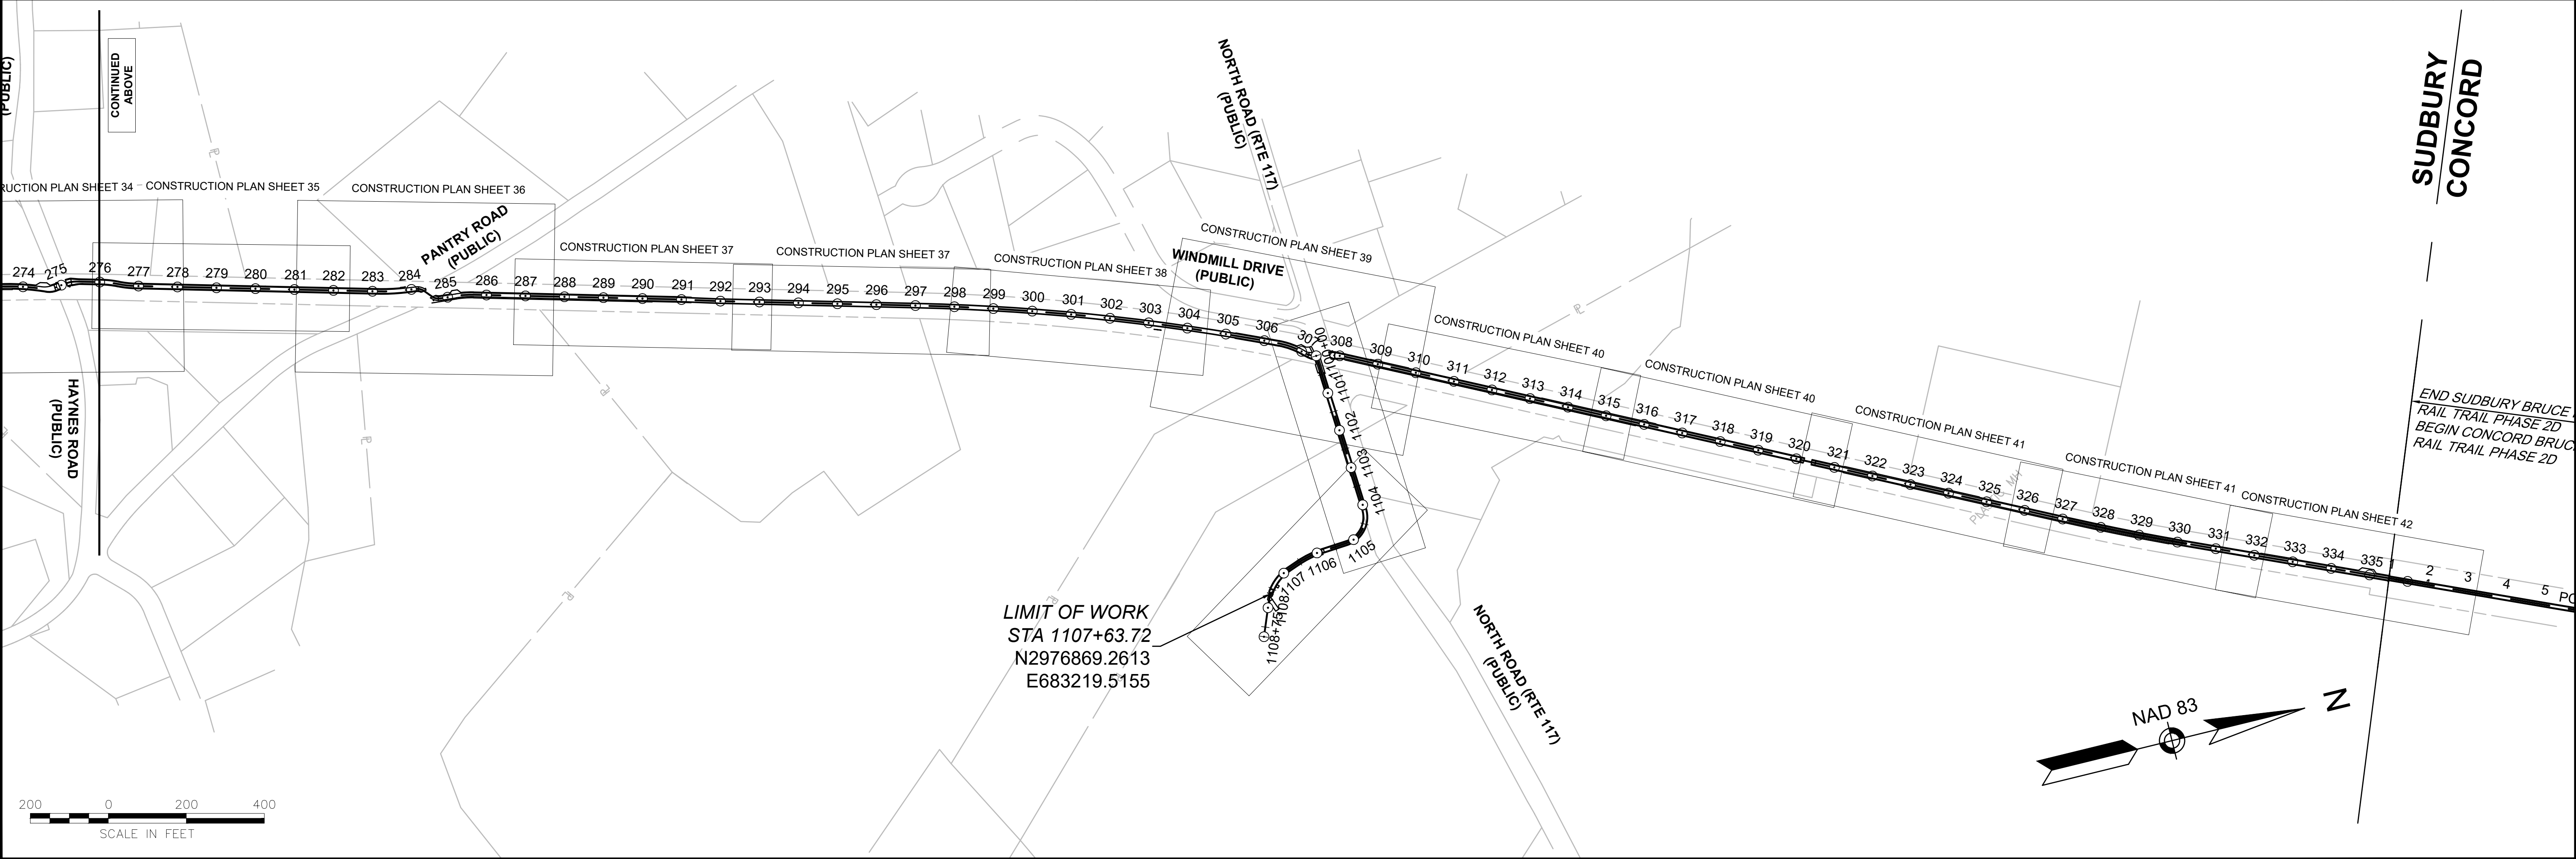 (PUBLIC)
CONTINUED
ABOVE
RUCTION PLAN SHEET 34
CONSTRUCTION PLAN SHEET 35
CONSTRUCTION PLAN SHEET 36
PANTRY ROAD
(PUBLIC)
CONSTRUCTION PLAN SHEET 37
CONSTRUCTION PLAN SHEET 37
CONSTRUCTION PLAN SHEET 38
NORTH ROAD (RTE 117)
(PUBLIC)
WINDMILL DRIVE
(PUBLIC)
CONSTRUCTION PLAN SHEET 39
CONSTRUCTION PLAN SHEET 40
CONSTRUCTION PLAN SHEET 40
CONSTRUCTION PLAN SHEET 41
CONSTRUCTION PLAN SHEET 41
CONSTRUCTION PLAN SHEET 42
SUDBURY
CONCORD
END SUDBURY BRUCE
RAIL TRAIL PHASE 2D
BEGIN CONCORD BRUC
RAIL TRAIL PHASE 2D
274 275 276 277 278 279 280 281 282 283 284 285 286 287 288 289 290 291 292 293 294 295 296 297 298 299 300 301 302 303 304 305 306 307 308 309 310 311 312 313 314 315 316 317 318 319 320 321 322 323 324 325 326 327 328 329 330 331 332 333 334 335 1 2 3 4 5 PO
1101
1102
1103
1104
1105
1106
1107
1108
1108+75
HAYNES ROAD
(PUBLIC)
LIMIT OF WORK
STA 1107+63.72
N2976869.2613
E683219.5155
NORTH ROAD (RTE 117)
(PUBLIC)
NAD 83
N
200 0 200 400
SCALE IN FEET